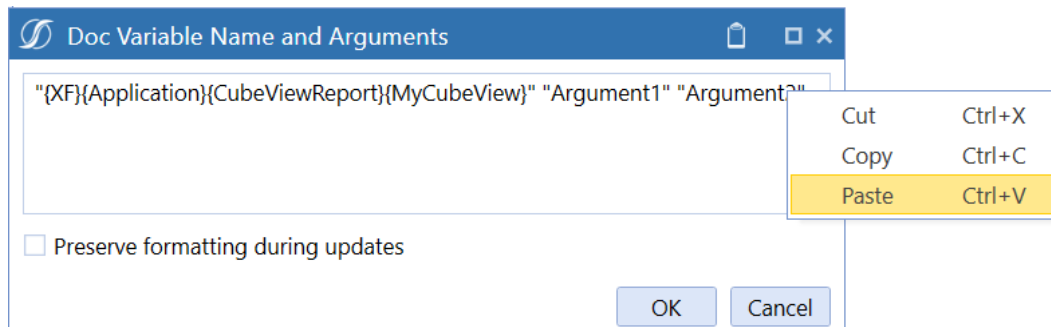 Doc Variable Name and Arguments
"{XF}{Application}{CubeViewReport}{MyCubeView}" "Argument1" "Argument2"
Cut Ctrl+X
Copy Ctrl+C
Paste Ctrl+V
Preserve formatting during updates
OK Cancel